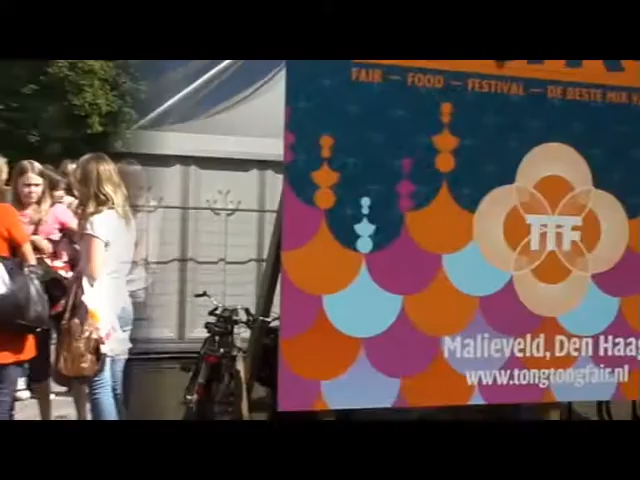 FAIR – FOOD – FESTIVAL – DE BESTE MIX
TTF
Malieveld, Den Haag
www.tongtongfair.nl